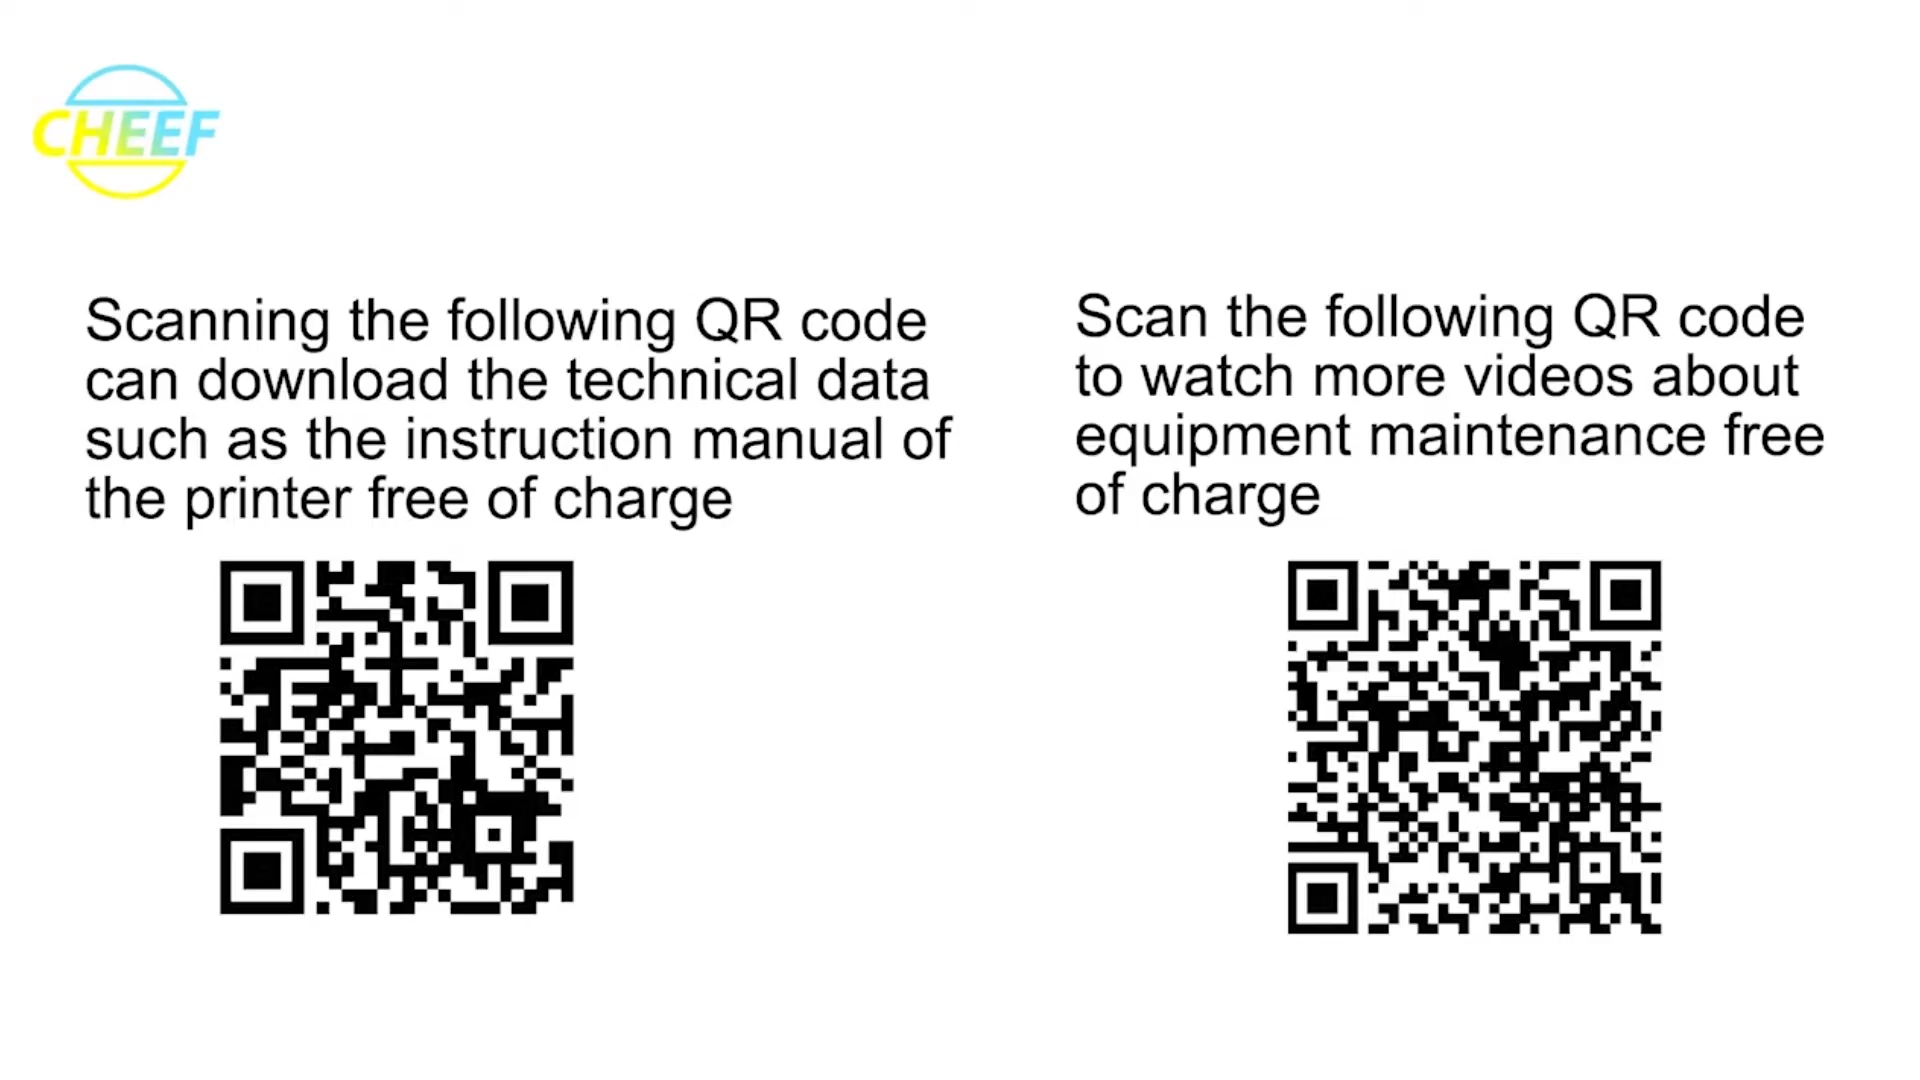 CHEEF
Scanning the following QR code
can download the technical data
such as the instruction manual of
the printer free of charge
Scan the following QR code
to watch more videos about
equipment maintenance free
of charge